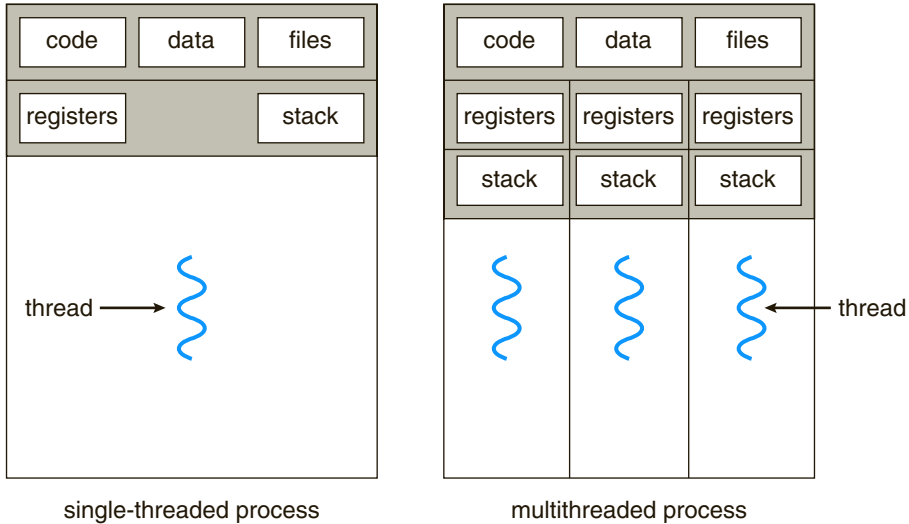 code data files
registers stack
thread
single-threaded process
code data files
registers registers registers
stack stack stack
thread
multithreaded process